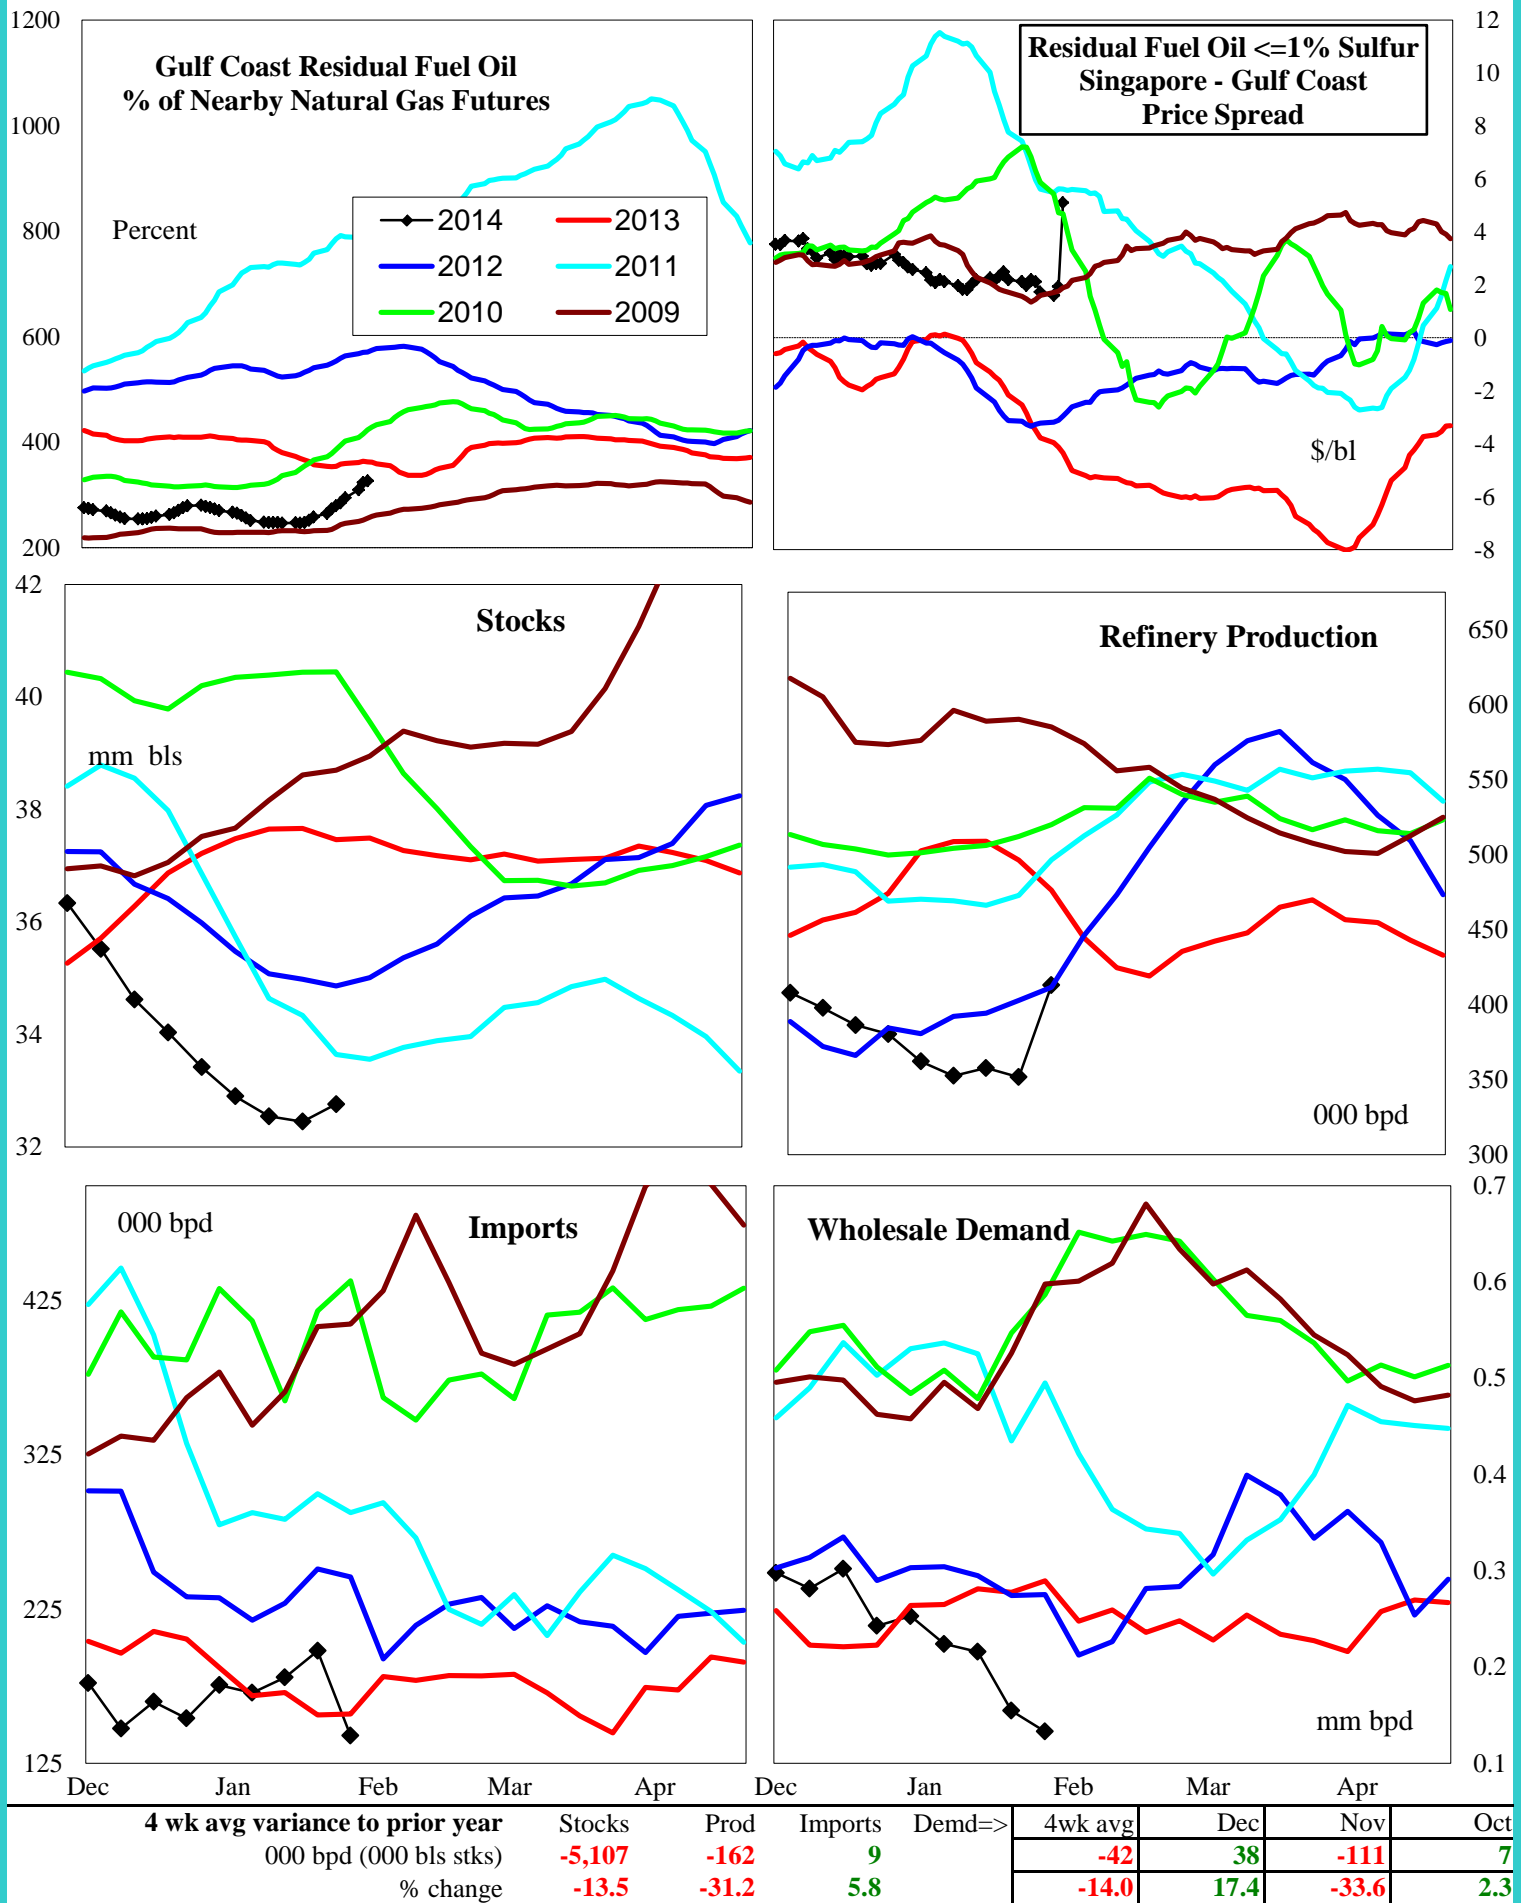 Gulf Coast Residual Fuel Oil
% of Nearby Natural Gas Futures
Percent
1200
1000
800
600
400
200
2014
2013
2012
2011
2010
2009
Residual Fuel Oil <=1% Sulfur
Singapore - Gulf Coast
Price Spread
12
10
8
6
4
2
0
-2
-4
-6
-8
$/bl
Stocks
mm bls
42
40
38
36
34
32
Refinery Production
650
600
550
500
450
400
350
300
000 bpd
000 bpd
Imports
425
325
225
125
Dec Jan Feb Mar Apr
Wholesale Demand
0.7
0.6
0.5
0.4
0.3
0.2
0.1
mm bpd
Dec Jan Feb Mar Apr
4 wk avg variance to prior year Stocks Prod Imports Demd=> 4wk avg Dec Nov Oct
000 bpd (000 bls stks) -5,107 -162 9 -42 38 -111 7
% change -13.5 -31.2 5.8 -14.0 17.4 -33.6 2.3